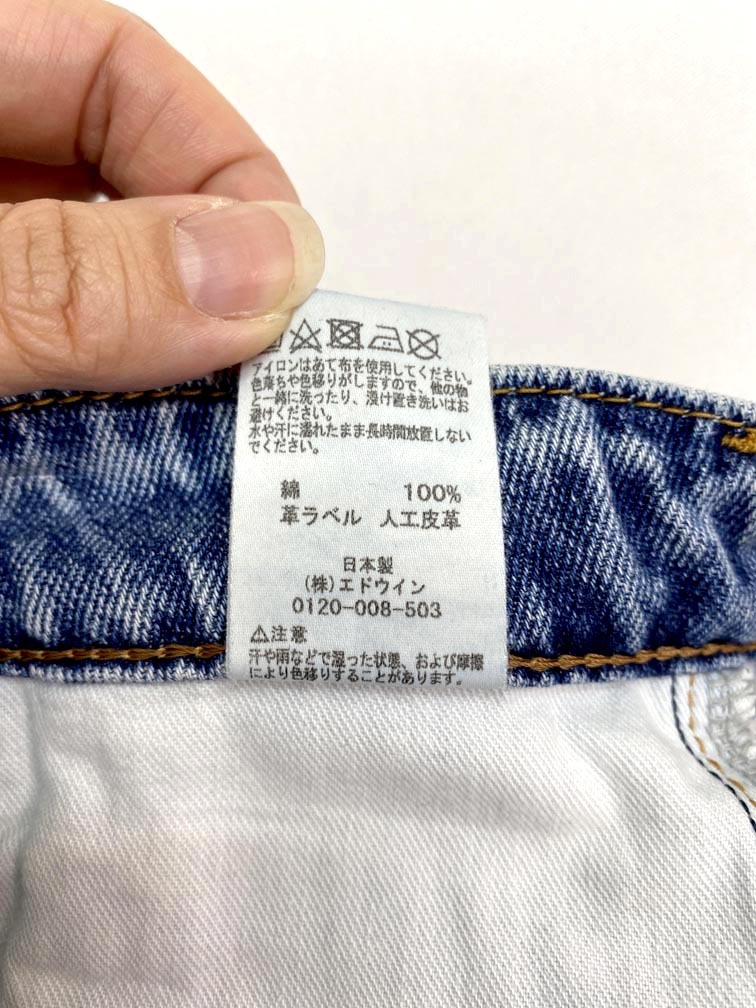 アイロンはあて布を使用してください。
色落ちや色移りがしますので、他の物
と一緒に洗ったり、漬け置き洗いはお
避けください。
水や汗に濡れたまま長時間放置しない
でください。
綿 100%
革ラベル 人工皮革
日本製
(株)エドウイン
0120-008-503
⚠注意
汗や雨などで湿った状態、および摩擦
により色移りすることがあります。